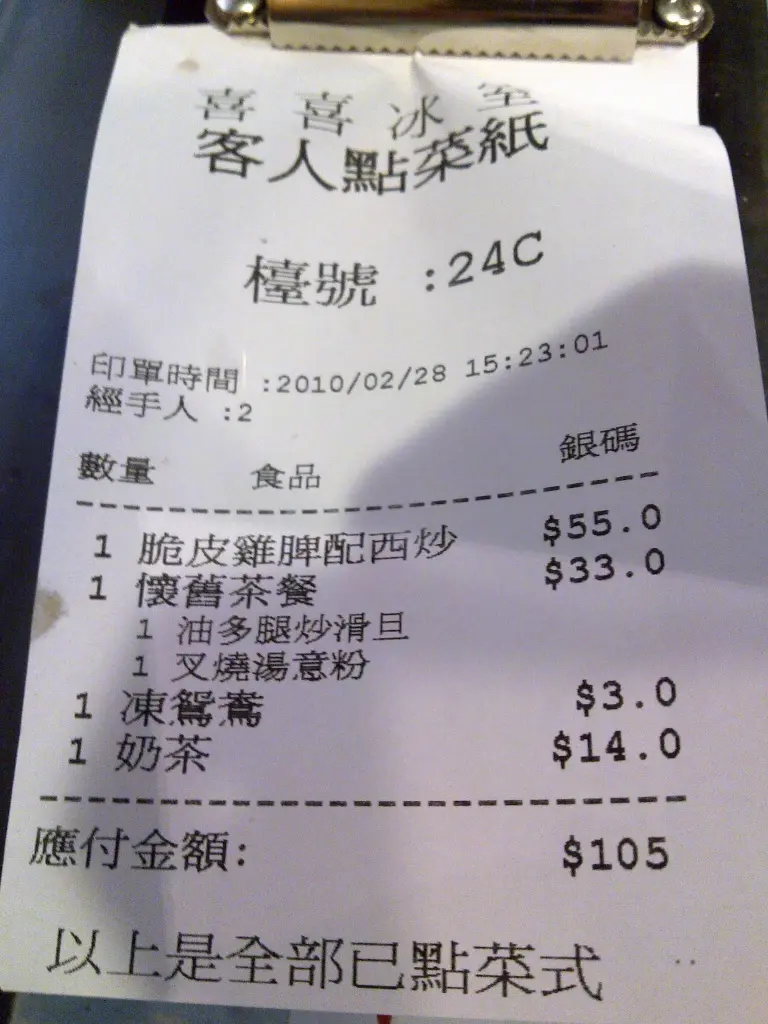 喜喜冰室
客人點菜紙
檯號 :24C
印單時間 :2010/02/28 15:23:01
經手人 :2
數量 食品 銀碼
1 脆皮雞脾配西炒 $55.0
1 懷舊茶餐 $33.0
1 油多腿炒滑旦
1 叉燒湯意粉
1 凍鴛鴦 $3.0
1 奶茶 $14.0
應付金額: $105
以上是全部已點菜式